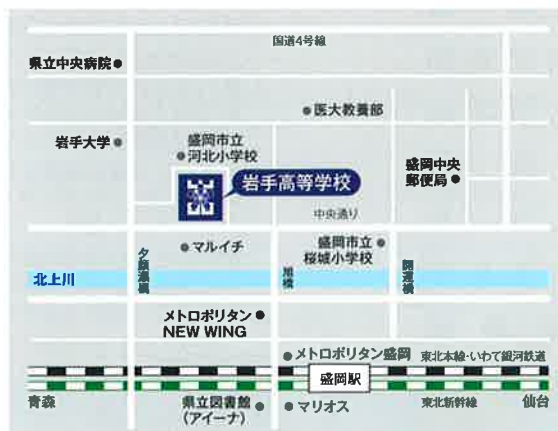 国道4号線
県立中央病院
医大教養部
岩手大学
盛岡市立
河北小学校
岩手高等学校
盛岡中央
郵便局
中央通り
マルイチ
盛岡市立
桜城小学校
北上川
夕顔瀬橋
旭橋
開運橋
メトロポリタン
NEW WING
メトロポリタン盛岡
東北本線・いわて銀河鉄道
盛岡駅
青森
県立図書館
(アイーナ)
マリオス
東北新幹線
仙台